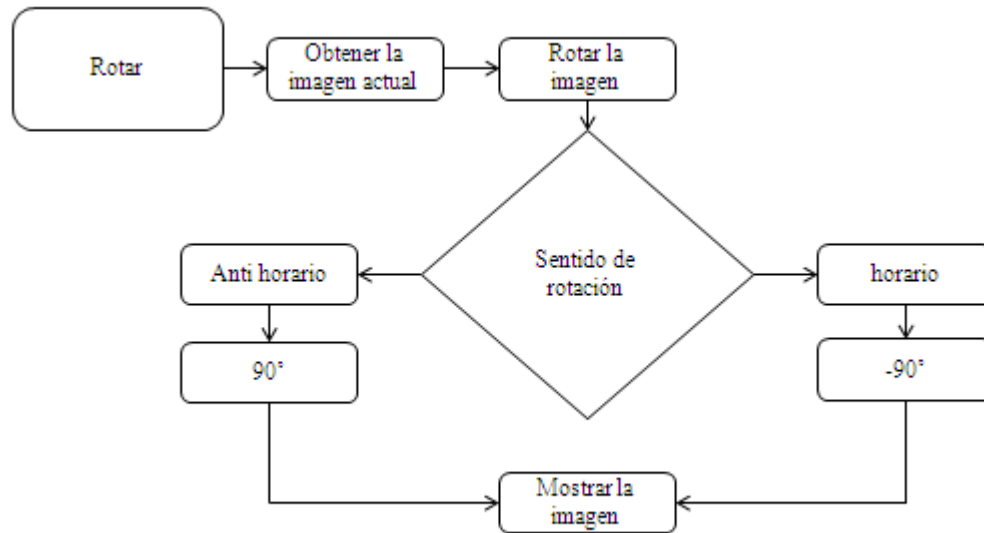 Rotar
Obtener la
imagen actual
Rotar la
imagen
Sentido de
rotación
Anti horario
horario
90°
-90°
Mostrar la
imagen